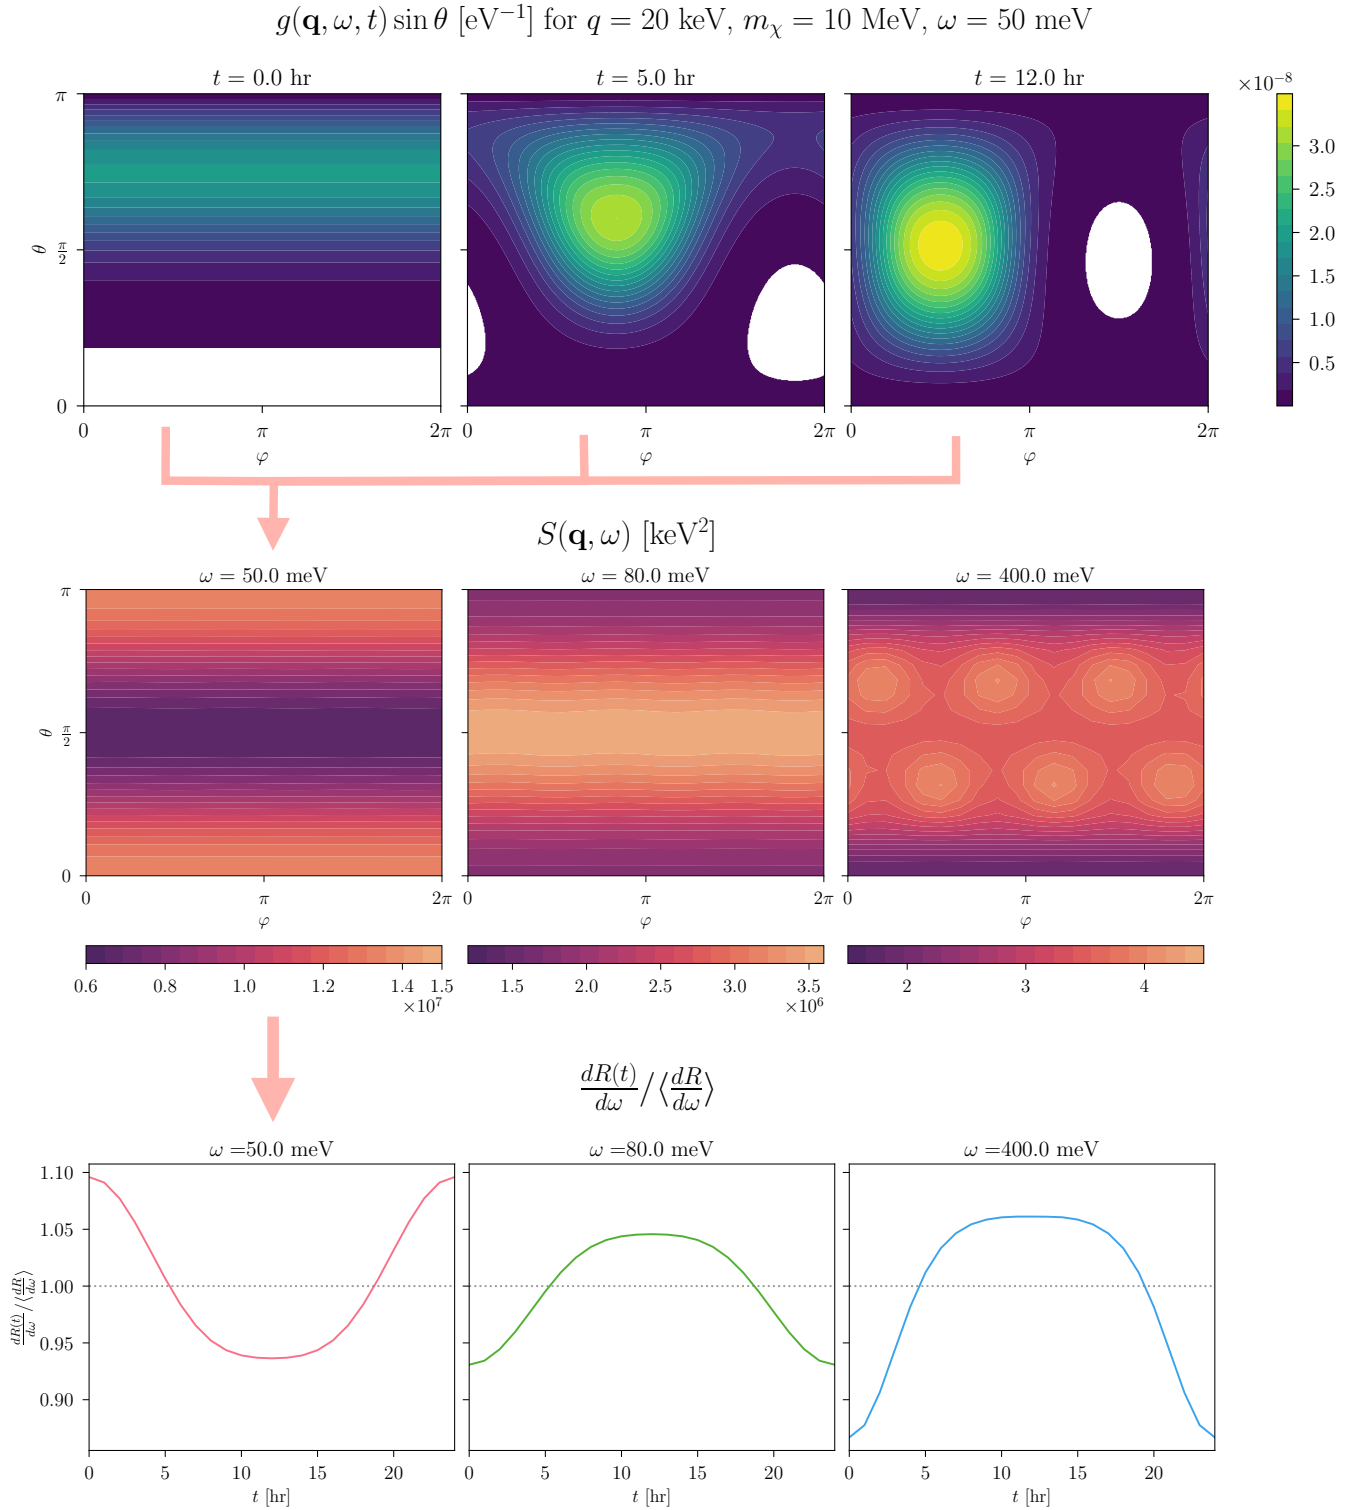 g(q, ω, t) sin θ [eV⁻¹] for q = 20 keV, m_χ = 10 MeV, ω = 50 meV
t = 0.0 hr
t = 5.0 hr
t = 12.0 hr
×10⁻⁸
π
θ
π/2
0
0 π 2π
φ
0 π 2π
φ
0 π 2π
φ
3.0
2.5
2.0
1.5
1.0
0.5
S(q, ω) [keV²]
ω = 50.0 meV
ω = 80.0 meV
ω = 400.0 meV
π
θ
π/2
0
0 π 2π
φ
0 π 2π
φ
0 π 2π
φ
0.6 0.8 1.0 1.2 1.4 1.5
×10⁷
1.5 2.0 2.5 3.0 3.5
×10⁶
2 3 4
dR(t)/dω / ⟨dR/dω⟩
ω =50.0 meV
ω =80.0 meV
ω =400.0 meV
dR(t)/dω / ⟨dR/dω⟩
1.10
1.05
1.00
0.95
0.90
0 5 10 15 20
t [hr]
0 5 10 15 20
t [hr]
0 5 10 15 20
t [hr]